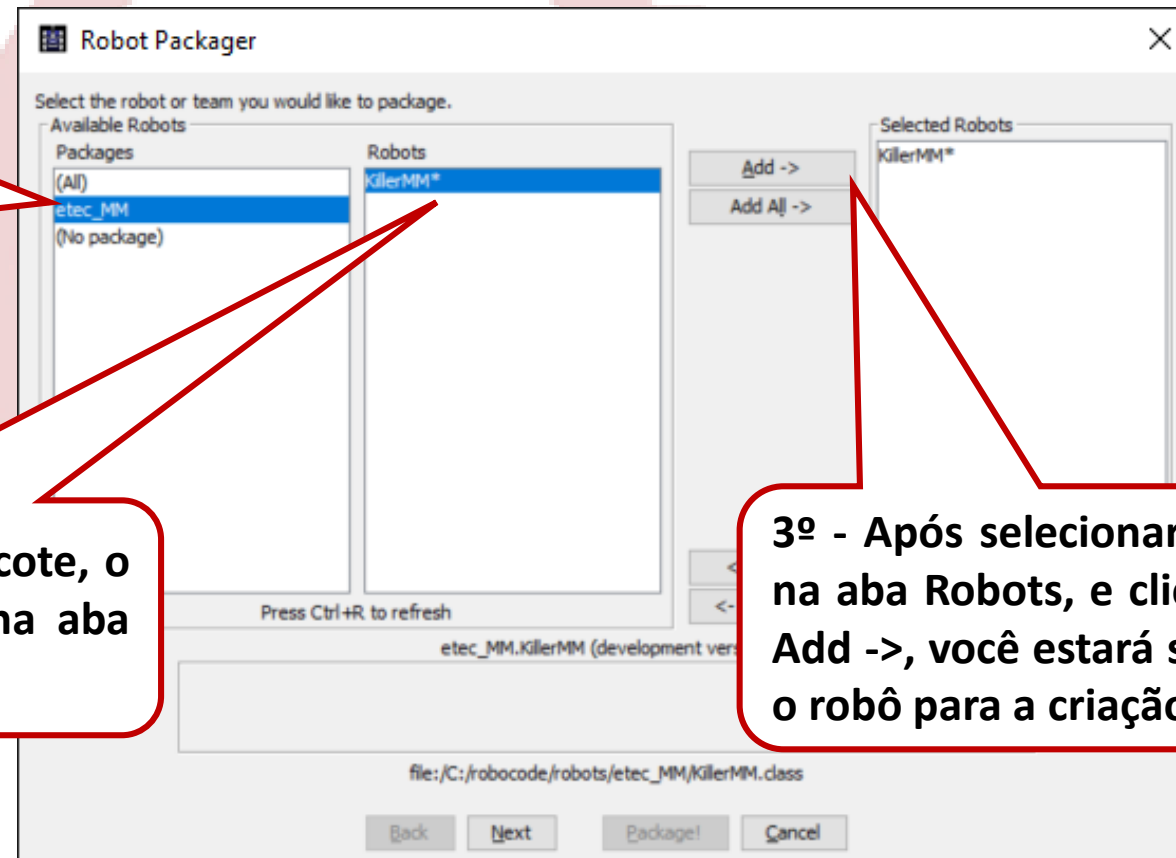 Robot Packager
Select the robot or team you would like to package.
Available Robots
Packages
Robots
(All)
etec_MM
(No package)
KillerMM*
Add ->
Add All ->
Selected Robots
KillerMM*
cote, o
na aba
3º - Após selecionar
na aba Robots, e clic
Add ->, você estará s
o robô para a criação
<
<-
Press Ctrl+R to refresh
etec_MM.KillerMM (development vers
file:/C:/robocode/robots/etec_MM/KillerMM.class
Back
Next
Package!
Cancel